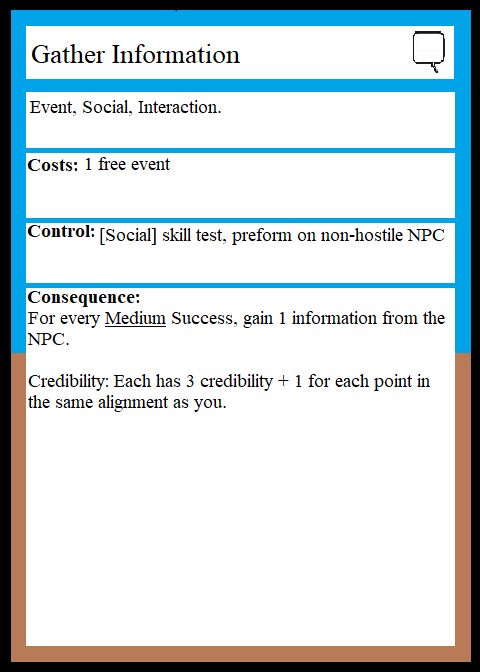 Gather Information
Event, Social, Interaction.
Costs: 1 free event
Control: [Social] skill test, preform on non-hostile NPC
Consequence:
For every Medium Success, gain 1 information from the
NPC.
Credibility: Each has 3 credibility + 1 for each point in
the same alignment as you.